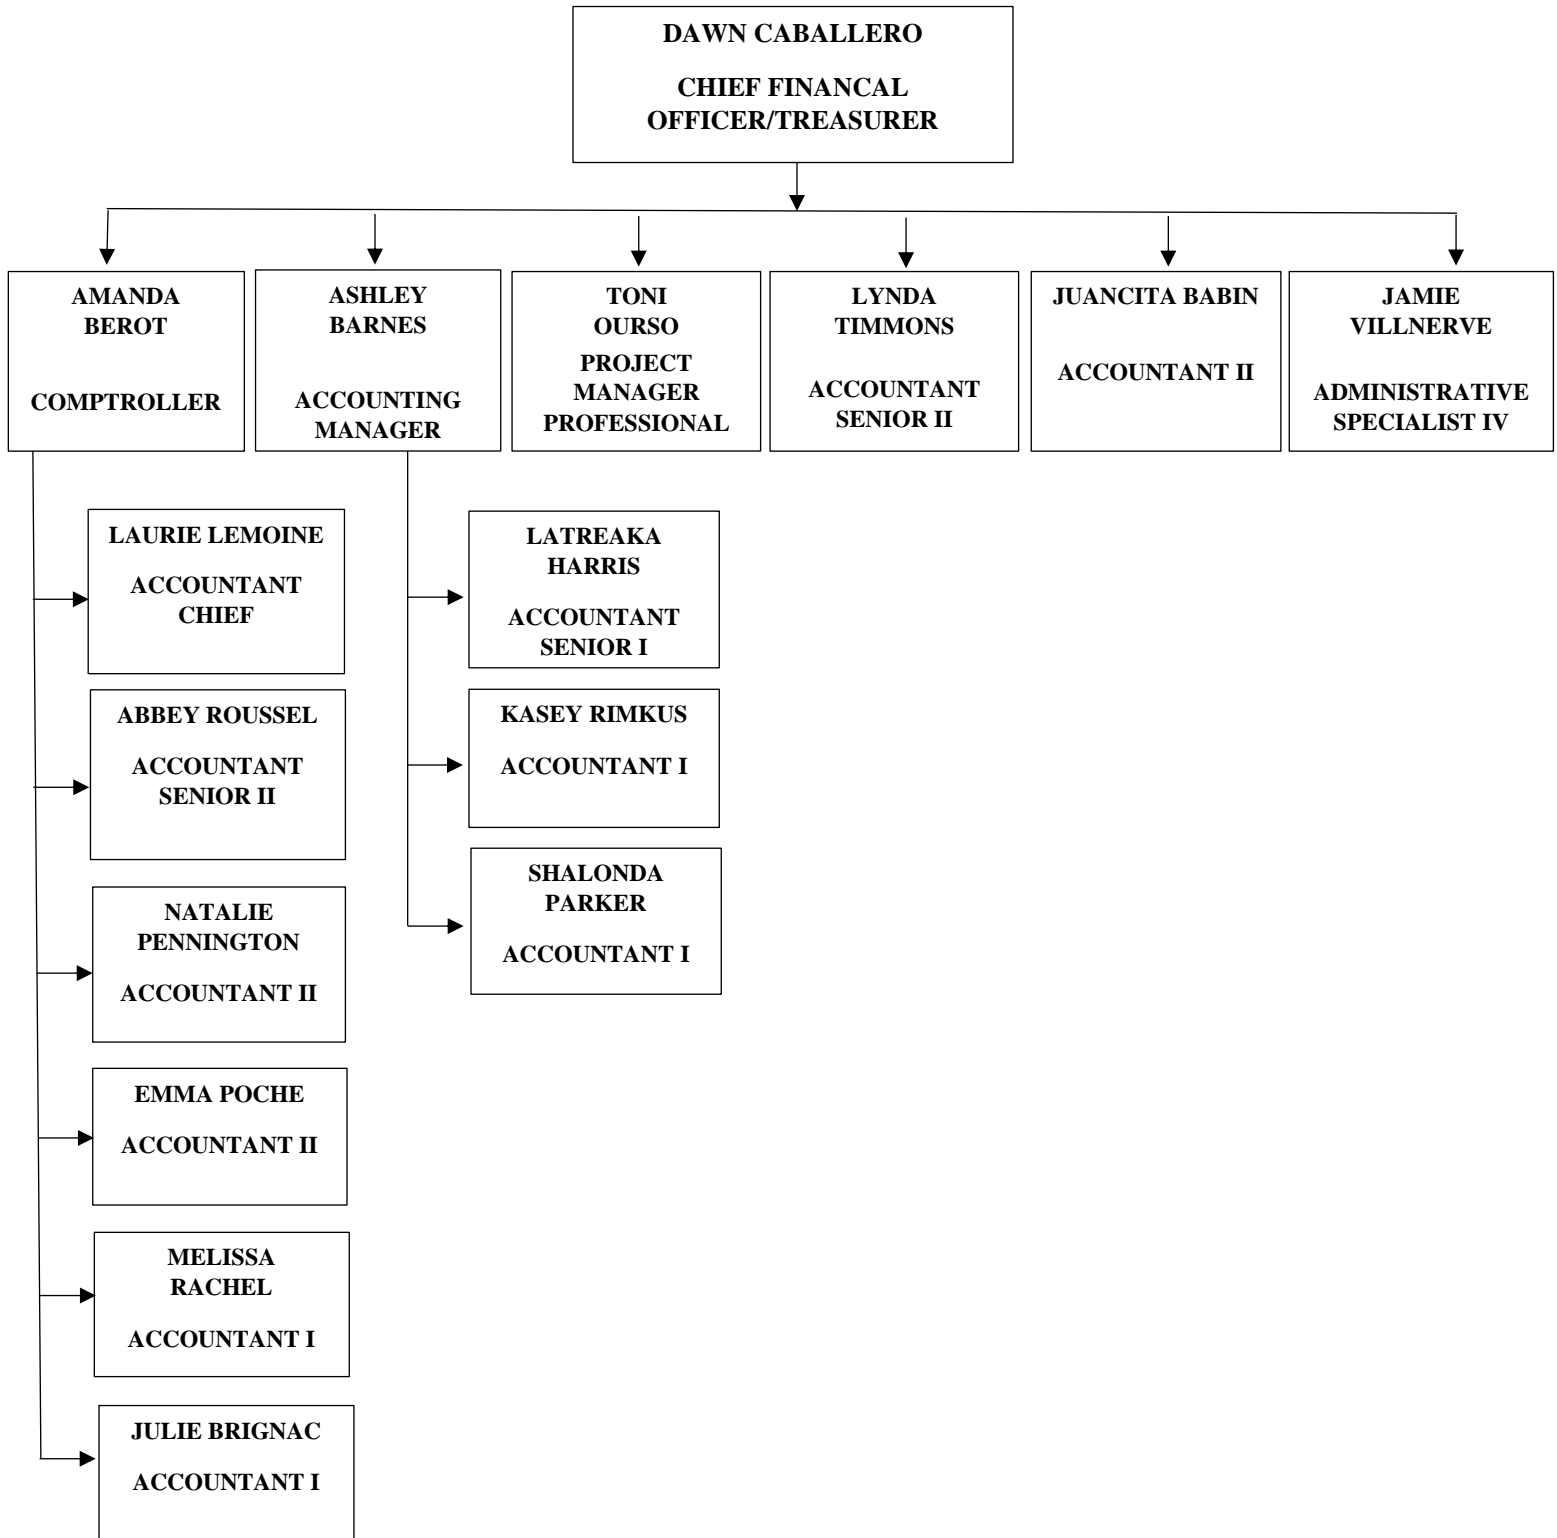 DAWN CABALLERO
CHIEF FINANCAL
OFFICER/TREASURER
AMANDA
BEROT
COMPTROLLER
ASHLEY
BARNES
ACCOUNTING
MANAGER
TONI
OURSO
PROJECT
MANAGER
PROFESSIONAL
LYNDA
TIMMONS
ACCOUNTANT
SENIOR II
JUANCITA BABIN
ACCOUNTANT II
JAMIE
VILLNERVE
ADMINISTRATIVE
SPECIALIST IV
LAURIE LEMOINE
ACCOUNTANT
CHIEF
ABBEY ROUSSEL
ACCOUNTANT
SENIOR II
NATALIE
PENNINGTON
ACCOUNTANT II
EMMA POCHE
ACCOUNTANT II
MELISSA
RACHEL
ACCOUNTANT I
JULIE BRIGNAC
ACCOUNTANT I
LATREAKA
HARRIS
ACCOUNTANT
SENIOR I
KASEY RIMKUS
ACCOUNTANT I
SHALONDA
PARKER
ACCOUNTANT I